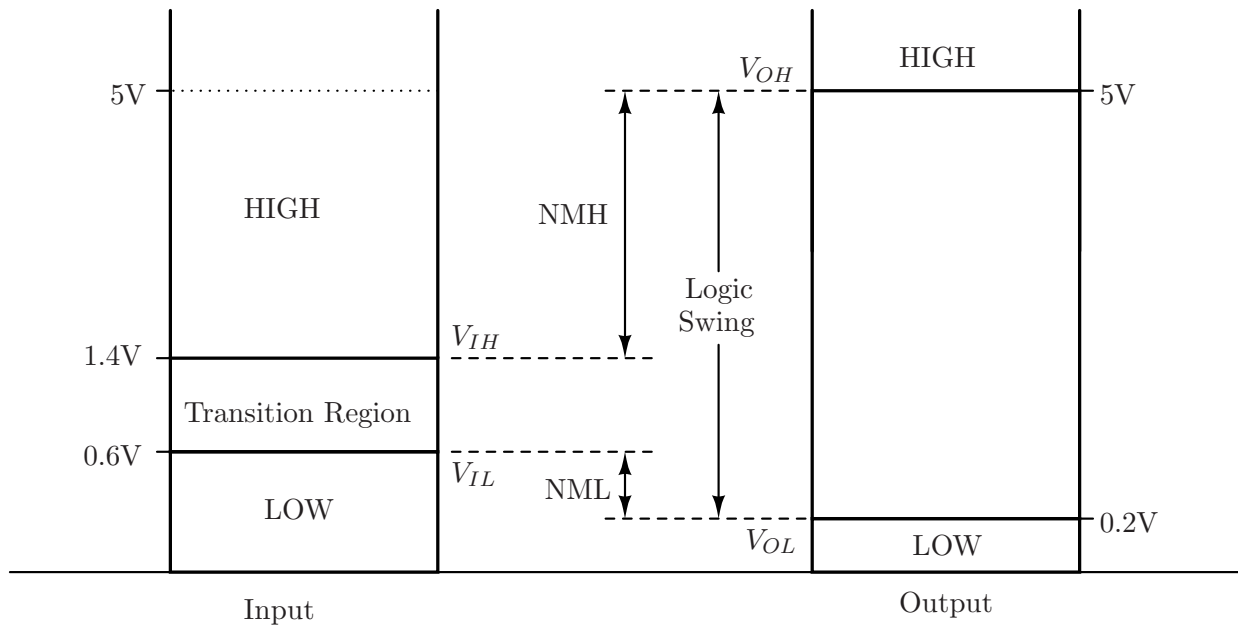 HIGH
V_OH
5V
5V
HIGH
NMH
Logic
Swing
V_IH
1.4V
Transition Region
0.6V
V_IL
NML
LOW
0.2V
V_OL
LOW
Input
Output